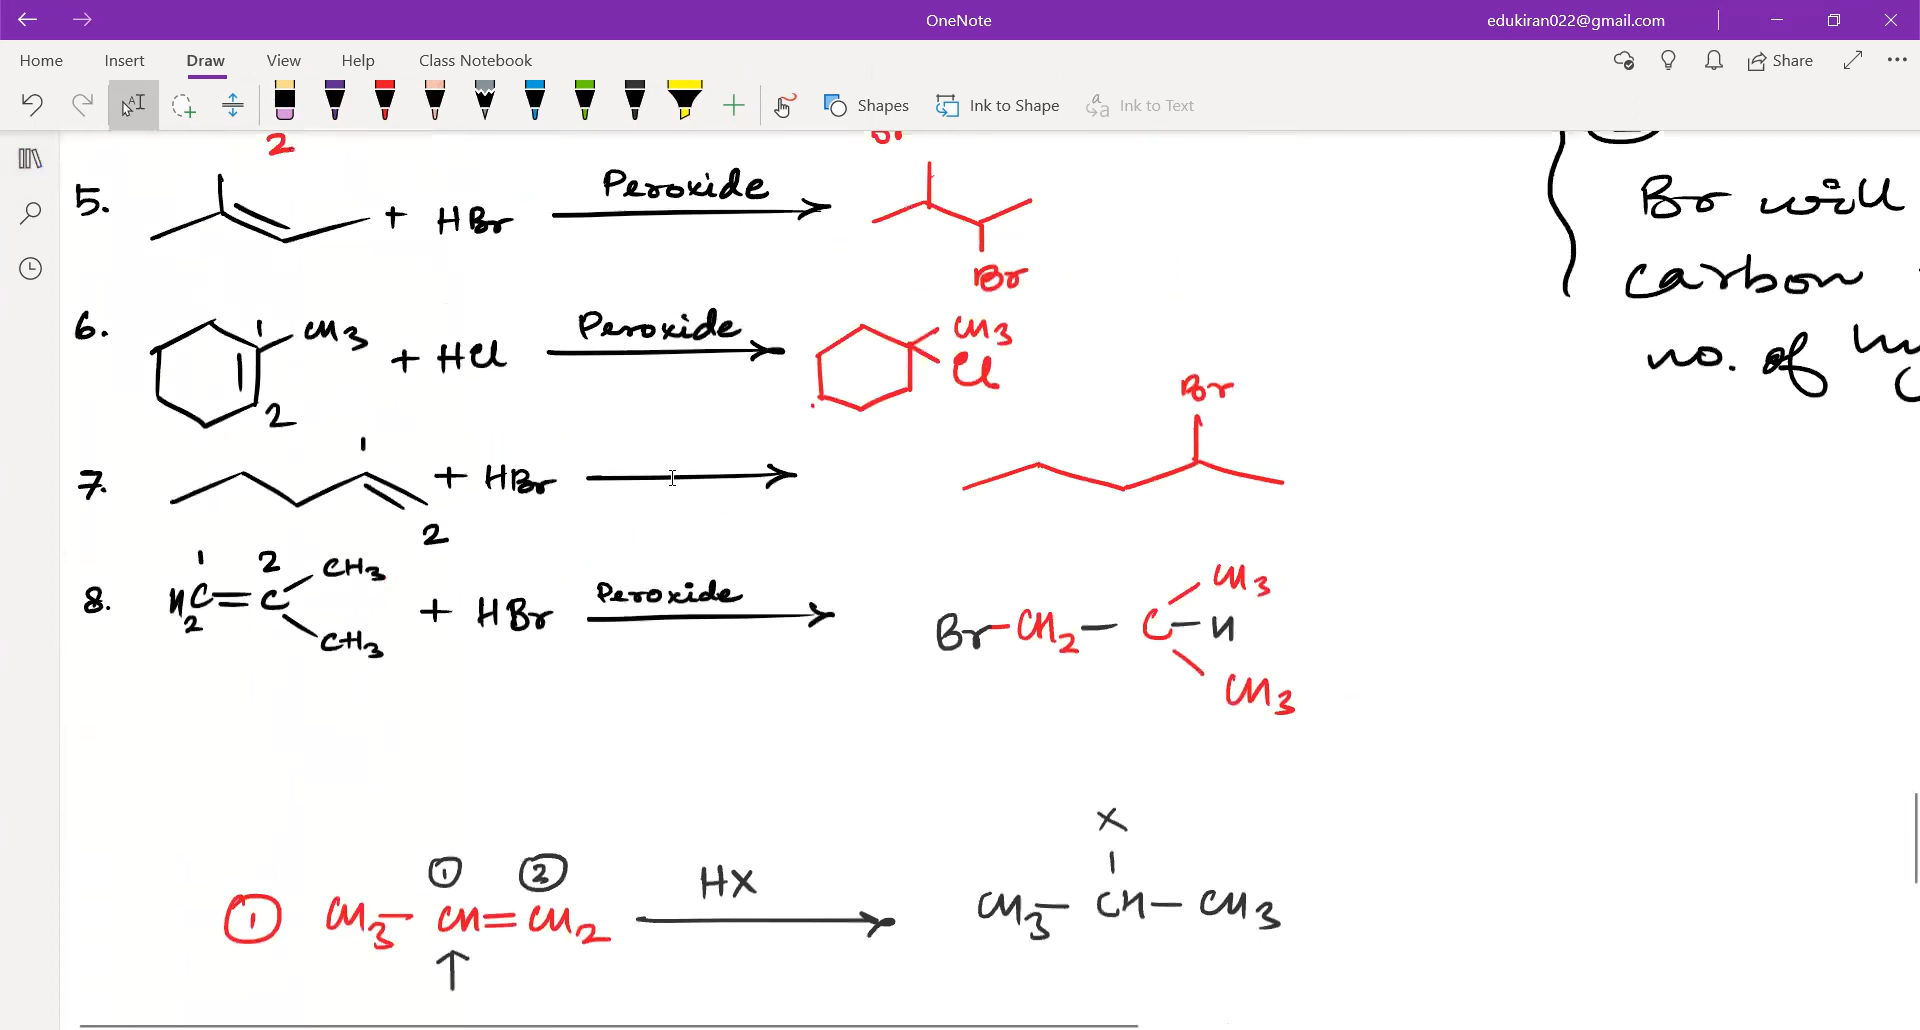 OneNote
edukiran022@gmail.com
Home Insert Draw View Help Class Notebook
Share
Shapes Ink to Shape Ink to Text
2
Br
5. + HBr Peroxide
Br
Br will
carbon
no. of
6. 1 CH3 + HCl Peroxide CH3
Cl
2
Br
7. 1 + HBr
2
1 2 CH3
8. H2C=C + HBr Peroxide Br-CH2-C-H
CH3
CH3
CH3
X
① ②
① CH3-CH=CH2 HX CH3-CH-CH3